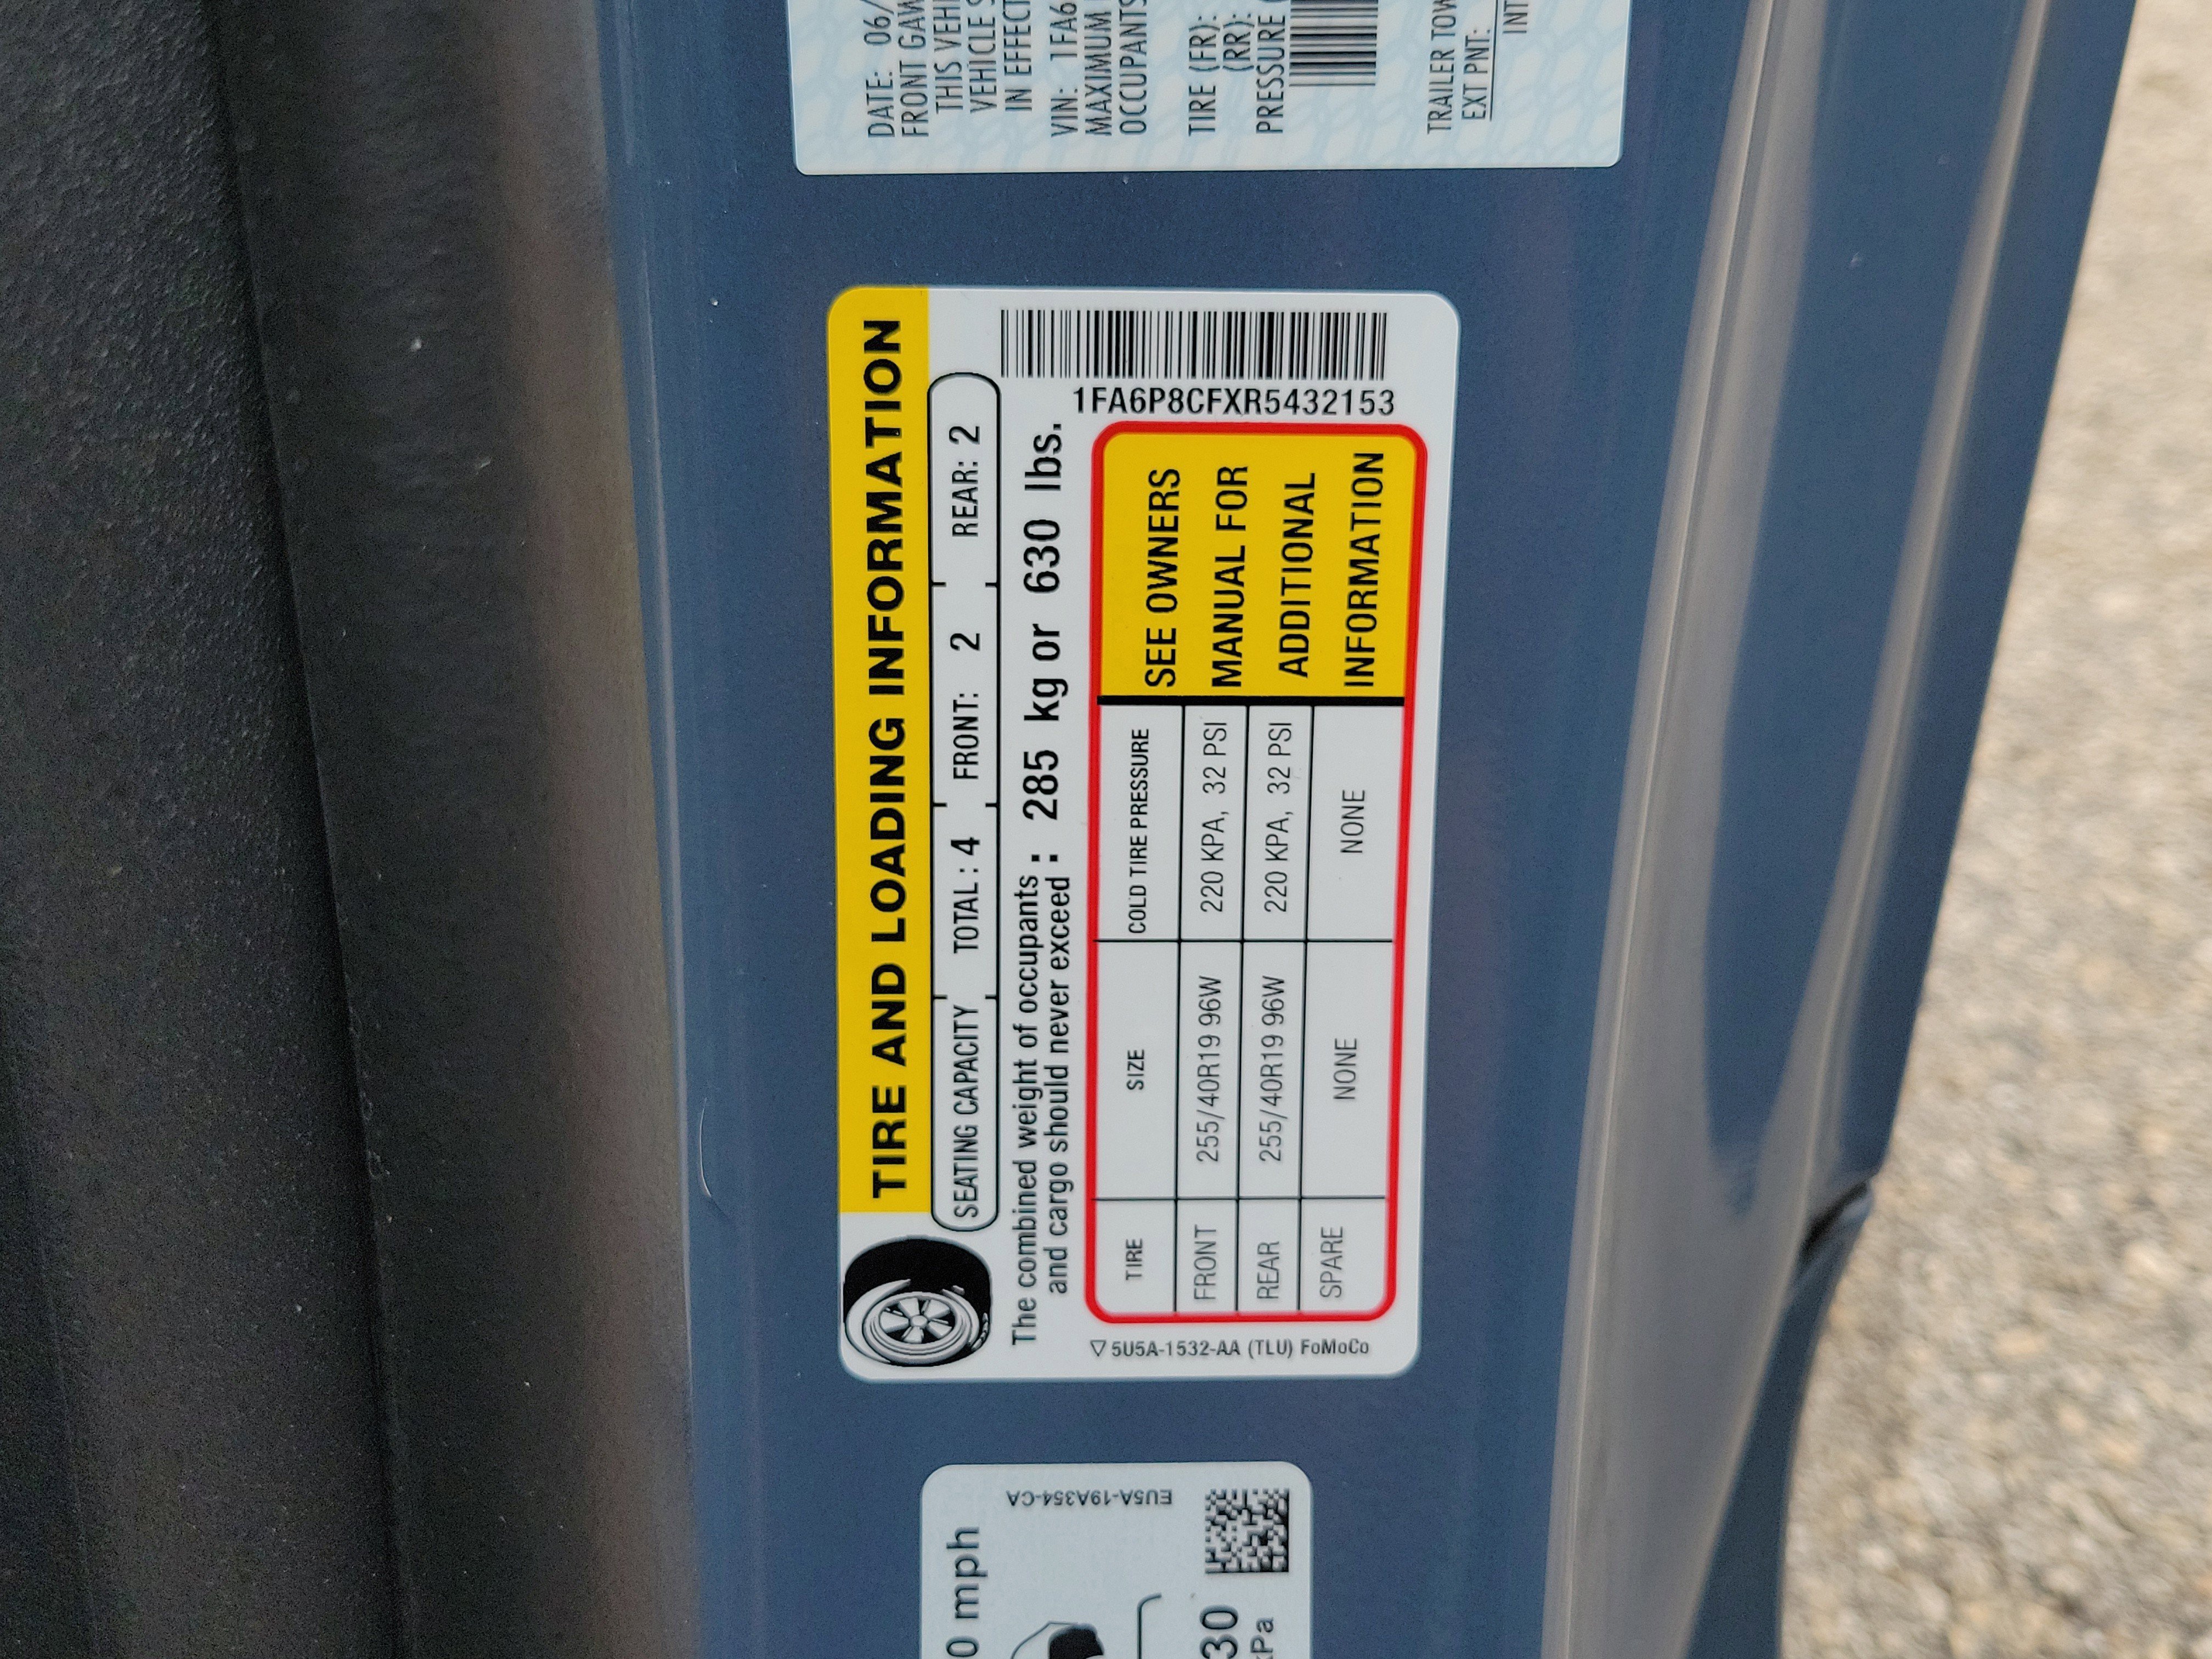 TIRE AND LOADING INFORMATION
SEATING CAPACITY TOTAL : 4 FRONT: 2 REAR: 2
The combined weight of occupants
and cargo should never exceed : 285 kg or 630 lbs.
TIRE SIZE COLD TIRE PRESSURE
FRONT 255/40R19 96W 220 KPA, 32 PSI
REAR 255/40R19 96W 220 KPA, 32 PSI
SPARE NONE NONE
SEE OWNERS
MANUAL FOR
ADDITIONAL
INFORMATION
1FA6P8CFXR5432153
5U5A-1532-AA (TLU) FoMoCo
DATE: 06/
FRONT GAW
THIS VEHI
VEHICLE S
IN EFFECT
VIN: 1FA6
MAXIMUM
OCCUPANTS
TIRE (FR):
(RR):
PRESSURE
TRAILER TOW
EXT PNT:
INT
0 mph
EU5A-19A354-CA
30
kPa